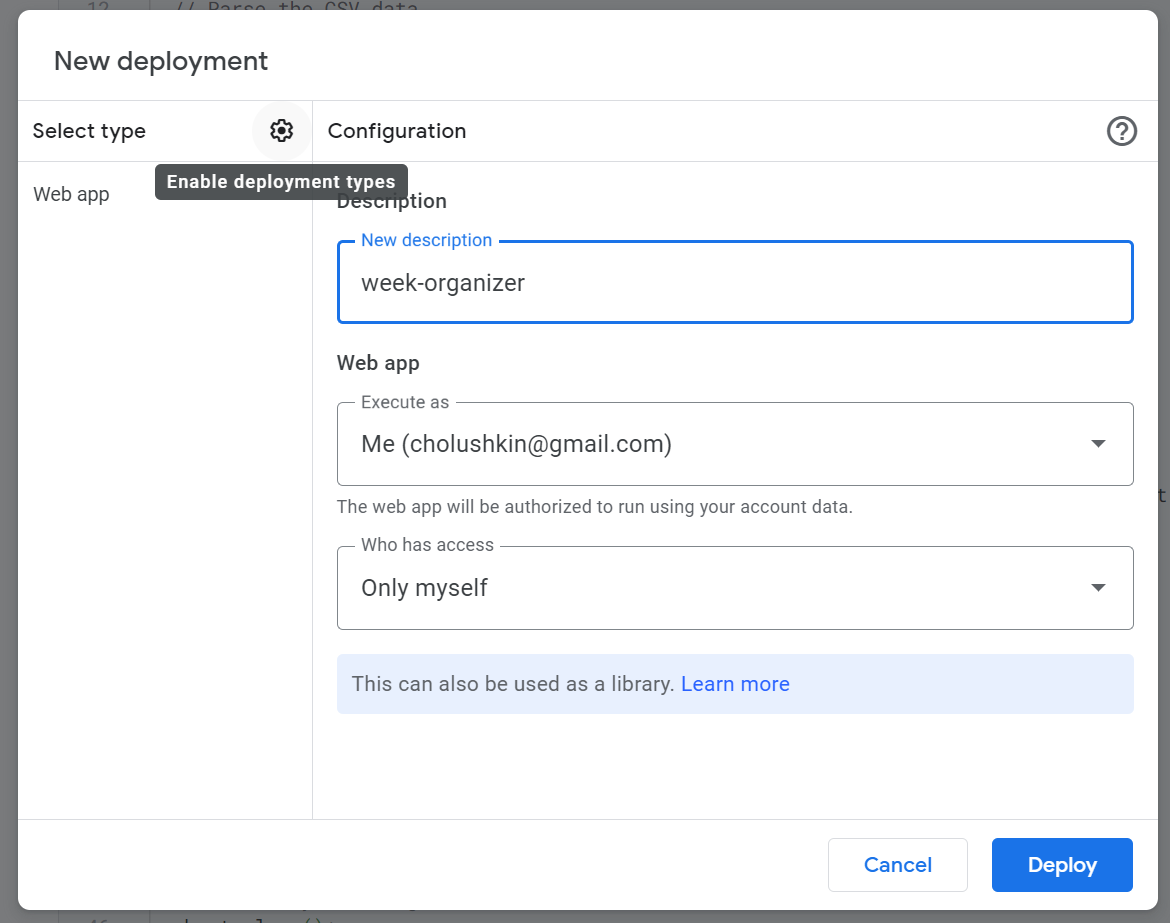 12 // Parse the CSV data
New deployment
Select type
Configuration
Enable deployment types
Web app
Description
New description
week-organizer
Web app
Execute as
Me (cholushkin@gmail.com)
The web app will be authorized to run using your account data.
Who has access
Only myself
This can also be used as a library. Learn more
Cancel
Deploy